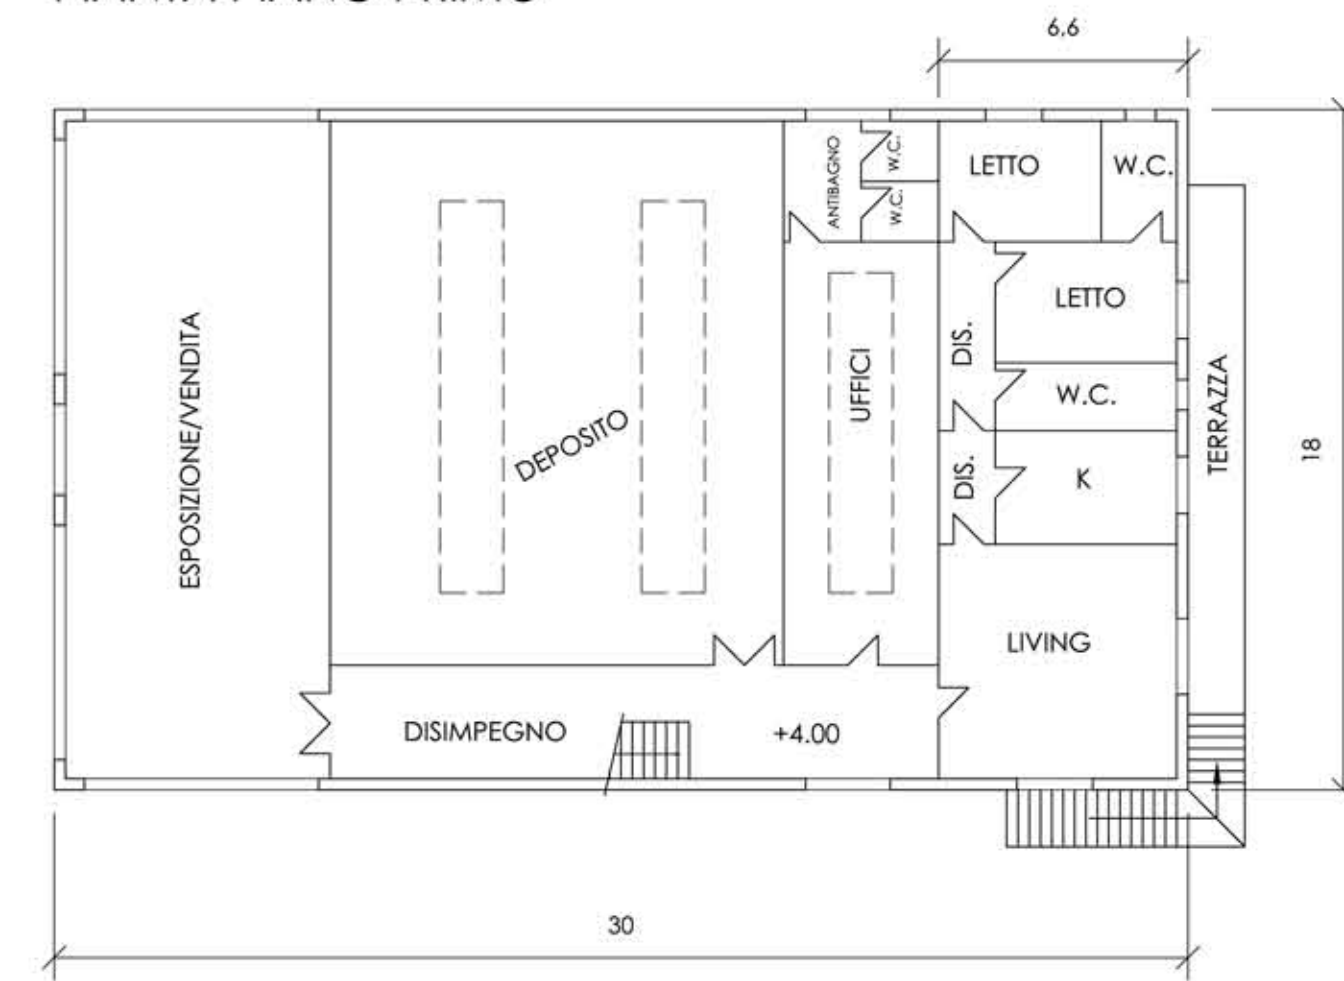 6.6
ANTIBAGNO
W.C.
W.C.
LETTO
W.C.
LETTO
DIS.
W.C.
ESPOSIZIONE/VENDITA
DEPOSITO
UFFICI
TERRAZZA
18
DIS.
K
LIVING
DISIMPEGNO
+4.00
30